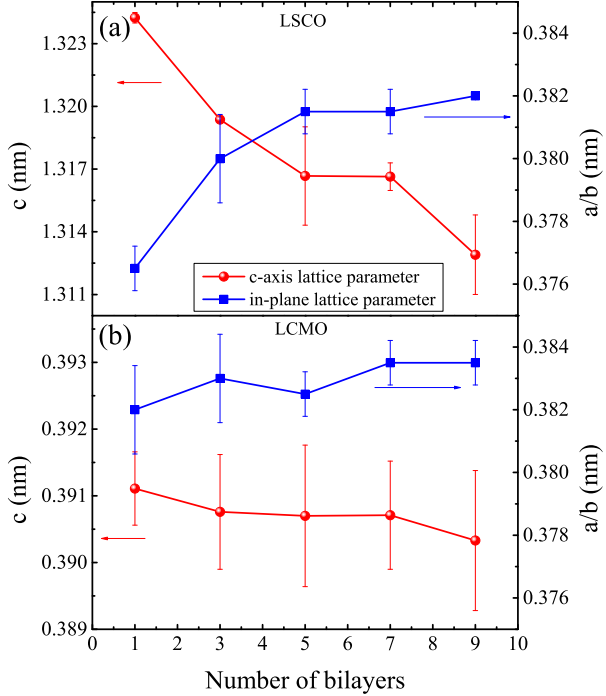 (a)
LSCO
1.323
1.320
1.317
1.314
1.311
c (nm)
0.384
0.382
0.380
0.378
0.376
a/b (nm)
c-axis lattice parameter
in-plane lattice parameter
(b)
LCMO
0.393
0.392
0.391
0.390
0.389
c (nm)
0.384
0.382
0.380
0.378
0.376
a/b (nm)
0 1 2 3 4 5 6 7 8 9 10
Number of bilayers